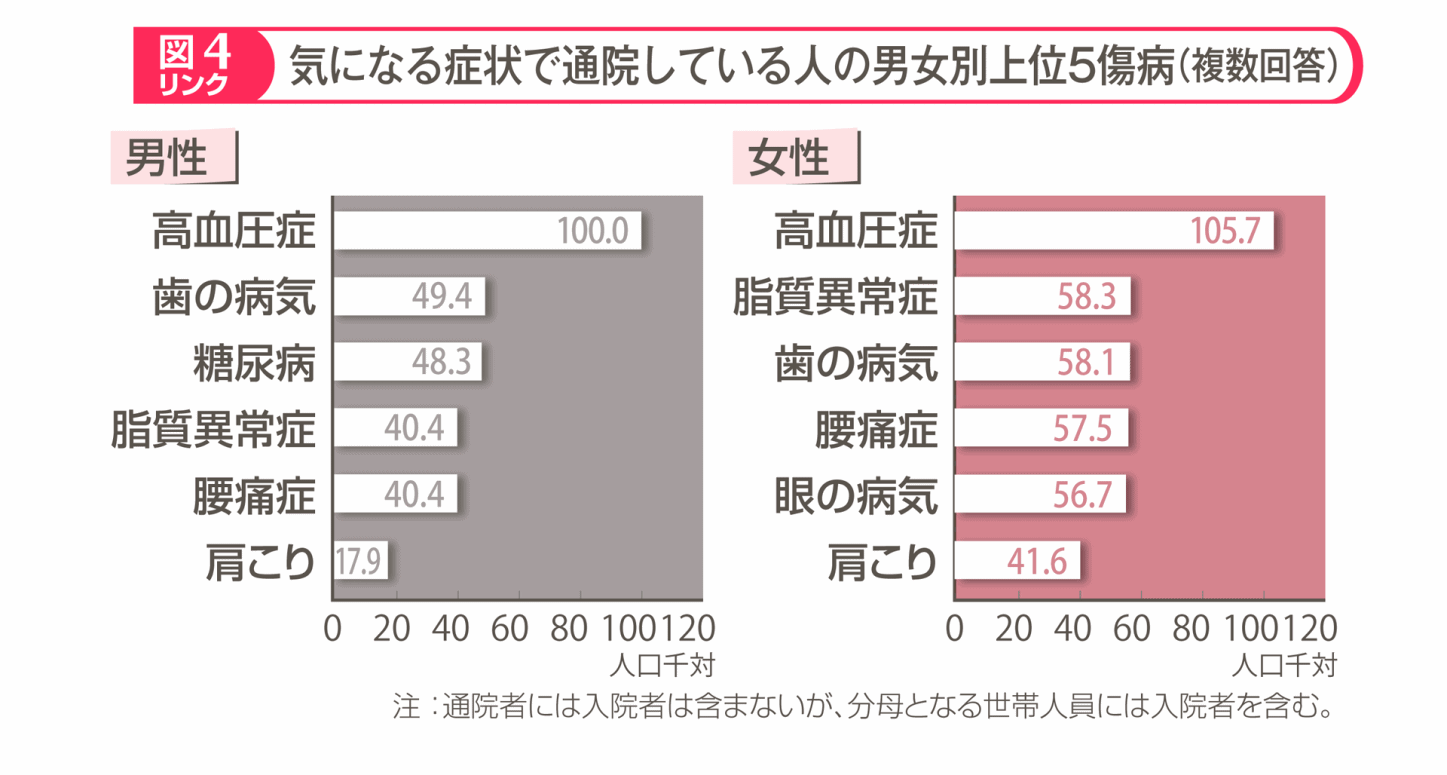 図4
リンク
気になる症状で通院している人の男女別上位5傷病(複数回答)
男性
高血圧症 100.0
歯の病気 49.4
糖尿病 48.3
脂質異常症 40.4
腰痛症 40.4
肩こり 17.9
0 20 40 60 80 100 120
人口千対
女性
高血圧症 105.7
脂質異常症 58.3
歯の病気 58.1
腰痛症 57.5
眼の病気 56.7
肩こり 41.6
0 20 40 60 80 100 120
人口千対
注:通院者には入院者は含まないが、分母となる世帯人員には入院者を含む。